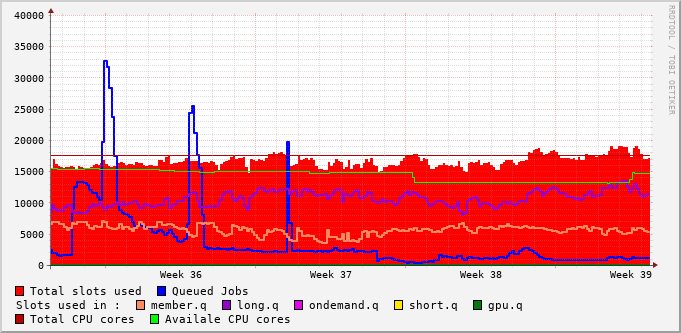 40000
35000
30000
25000
20000
15000
10000
5000
0
Week 36 Week 37 Week 38 Week 39
RRDTOOL / TOBI OETIKER
Total slots used Queued Jobs
Slots used in : member.q long.q ondemand.q short.q gpu.q
Total CPU cores Availale CPU cores